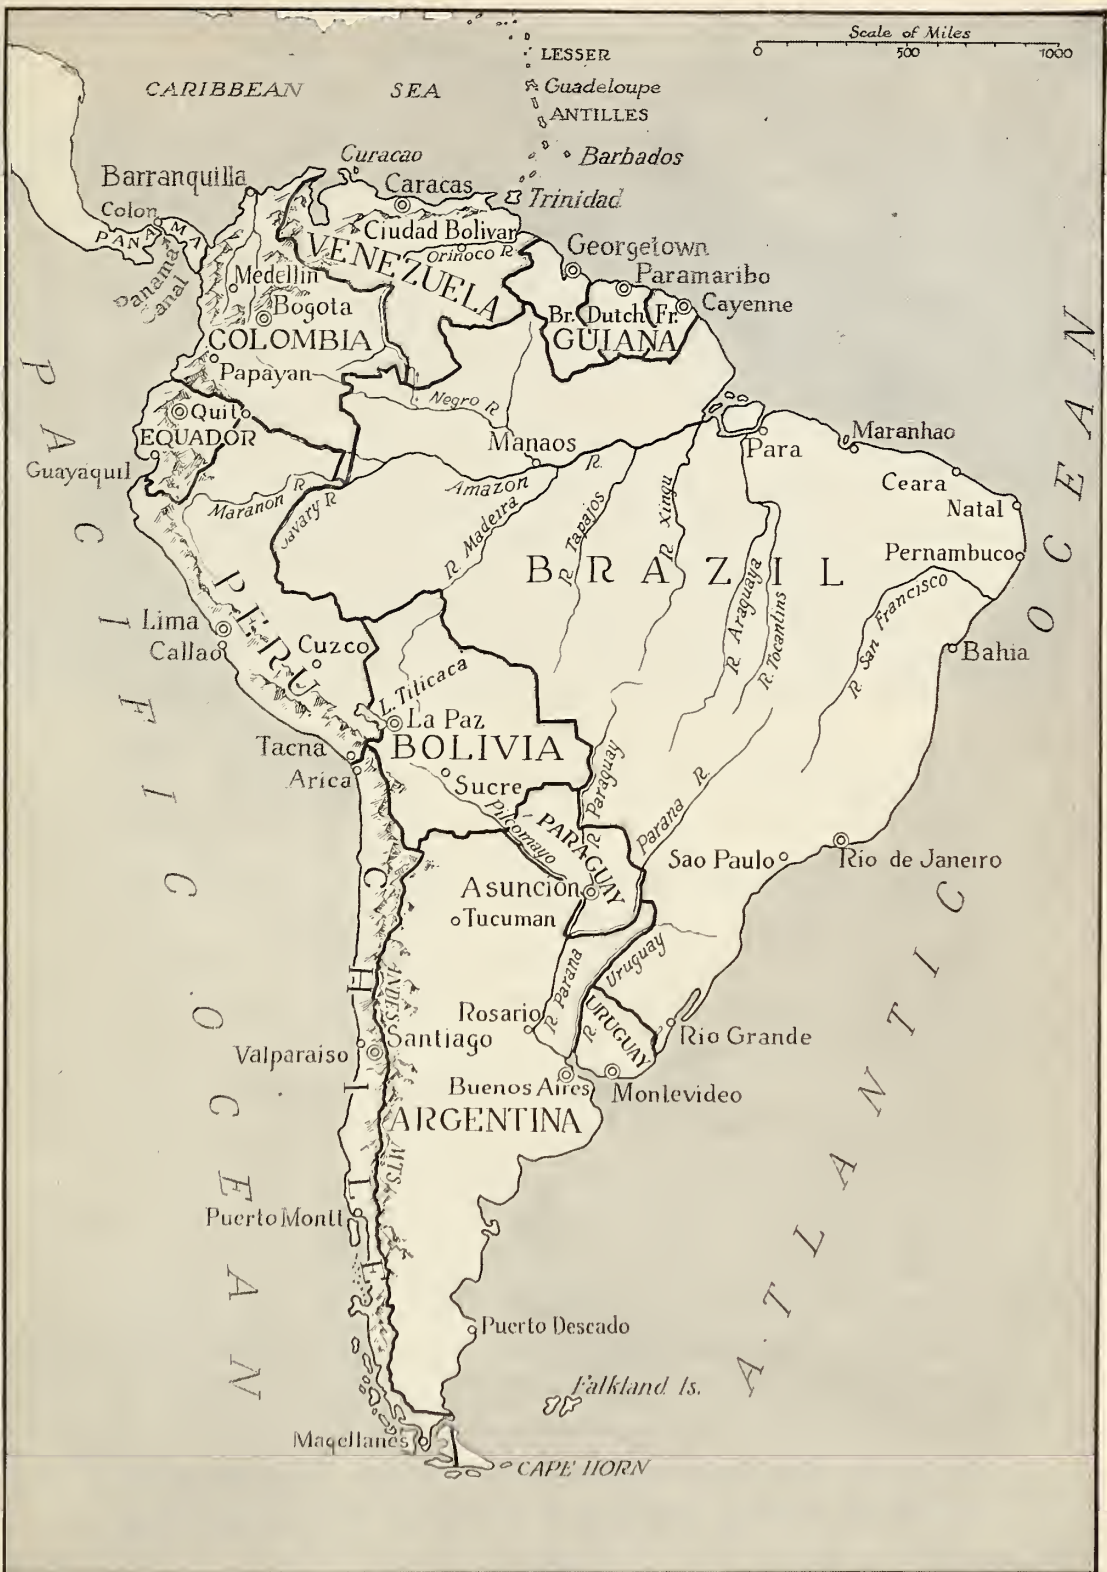 Scale of Miles
0 500 1000
LESSER
Guadeloupe
ANTILLES
CARIBBEAN SEA
Barbados
Curacao
Barranquilla
Caracas
Trinidad
Colon
PANAMA
Ciudad Bolivar
Orinoco R
VENEZUELA
Georgetown
Panama
Canal
Medellin
Paramaribo
Bogota
Br. Dutch Fr.
Cayenne
COLOMBIA
GUIANA
Papayan
Negro R
Quito
EQUADOR
Manaos
Para
Maranhao
Guayaquil
Maranon R
Amazon R.
Ceara
Javary R
R. Madeira
R. Tapajos
R. Xingu
Natal
BRAZIL
Pernambuco
R. Araguaya
R. Tocantins
R. San Francisco
PERU
Lima
Callao
Cuzco
Bahia
L. Titicaca
La Paz
BOLIVIA
Tacna
Arica
Sucre
Pilcomayo
PARAGUAY
R Paraguay
Parana R.
Sao Paulo
Rio de Janeiro
Asuncion
Tucuman
CHILE
ANDES MTS.
R Parana
R. Uruguay
URUGUAY
Rosario
Rio Grande
Valparaiso
Santiago
Buenos Aires
Montevideo
ARGENTINA
Puerto Montt
Puerto Descado
Falkland Is.
Magellanes
CAPE HORN
PACIFIC OCEAN
ATLANTIC OCEAN